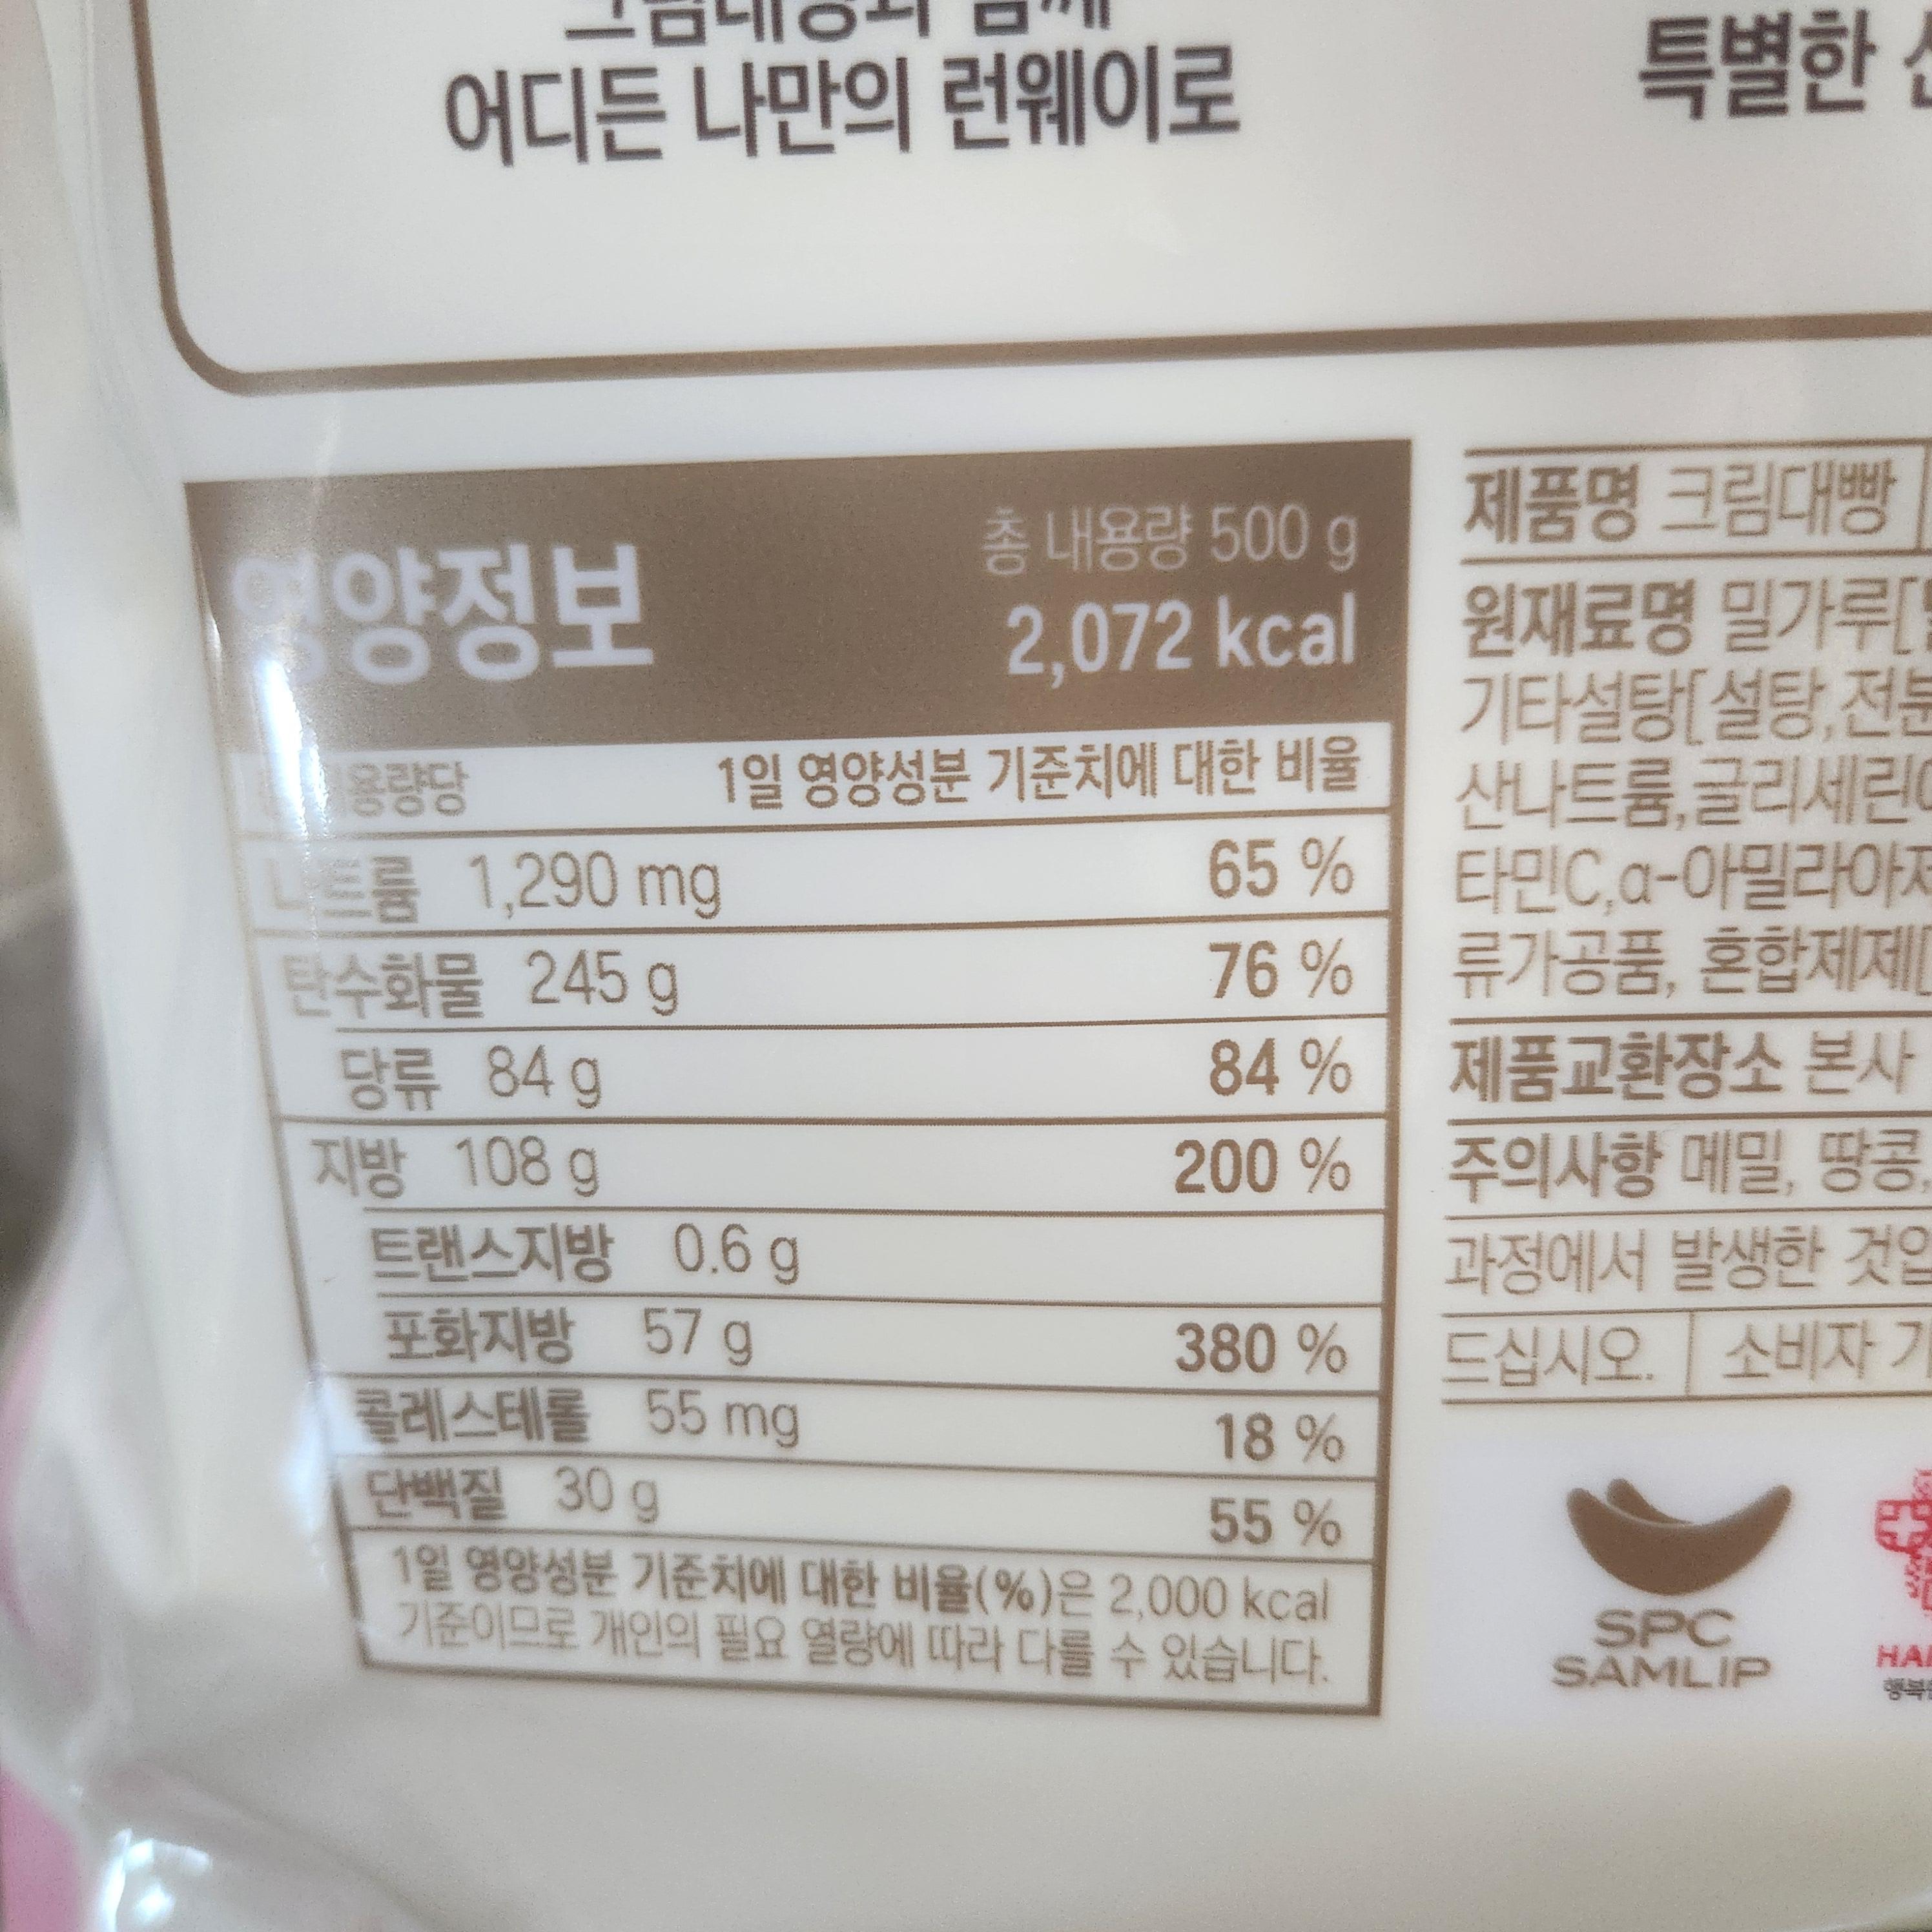 어디든 나만의 런웨이로
특별한
영양정보
총 내용량 500 g
2,072 kcal
1일 영양성분 기준치에 대한 비율
나트륨 1,290 mg 65 %
탄수화물 245 g 76 %
당류 84 g 84 %
지방 108 g 200 %
트랜스지방 0.6 g
포화지방 57 g 380 %
콜레스테롤 55 mg 18 %
단백질 30 g 55 %
1일 영양성분 기준치에 대한 비율(%)은 2,000 kcal
기준이므로 개인의 필요 열량에 따라 다를 수 있습니다.
제품명 크림대빵
원재료명 밀가루[
기타설탕[설탕,전분
산나트륨,글리세린
타민C,α-아밀라아
류가공품, 혼합제제[
제품교환장소 본사
주의사항 메밀, 땅콩,
과정에서 발생한
드십시오. 소비자
SPC
SAMLIP